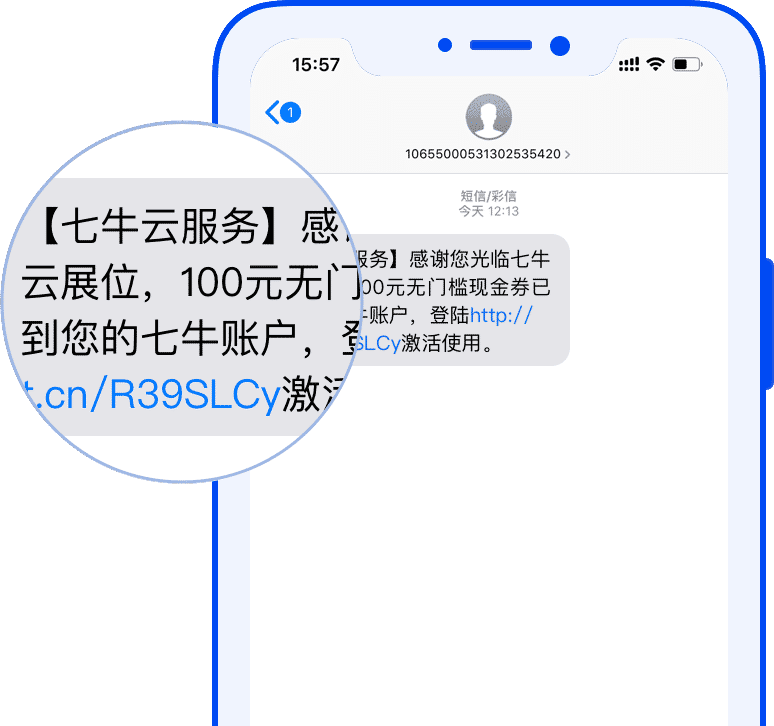 15:57
1
10655000531302535420
短信/彩信
今天 12:13
【七牛云服务】感
云展位，100元无门
到您的七牛账户，登
t.cn/R39SLCy激活
服务】感谢您光临七牛
00元无门槛现金券已
牛账户，登陆http://
SLCy激活使用。